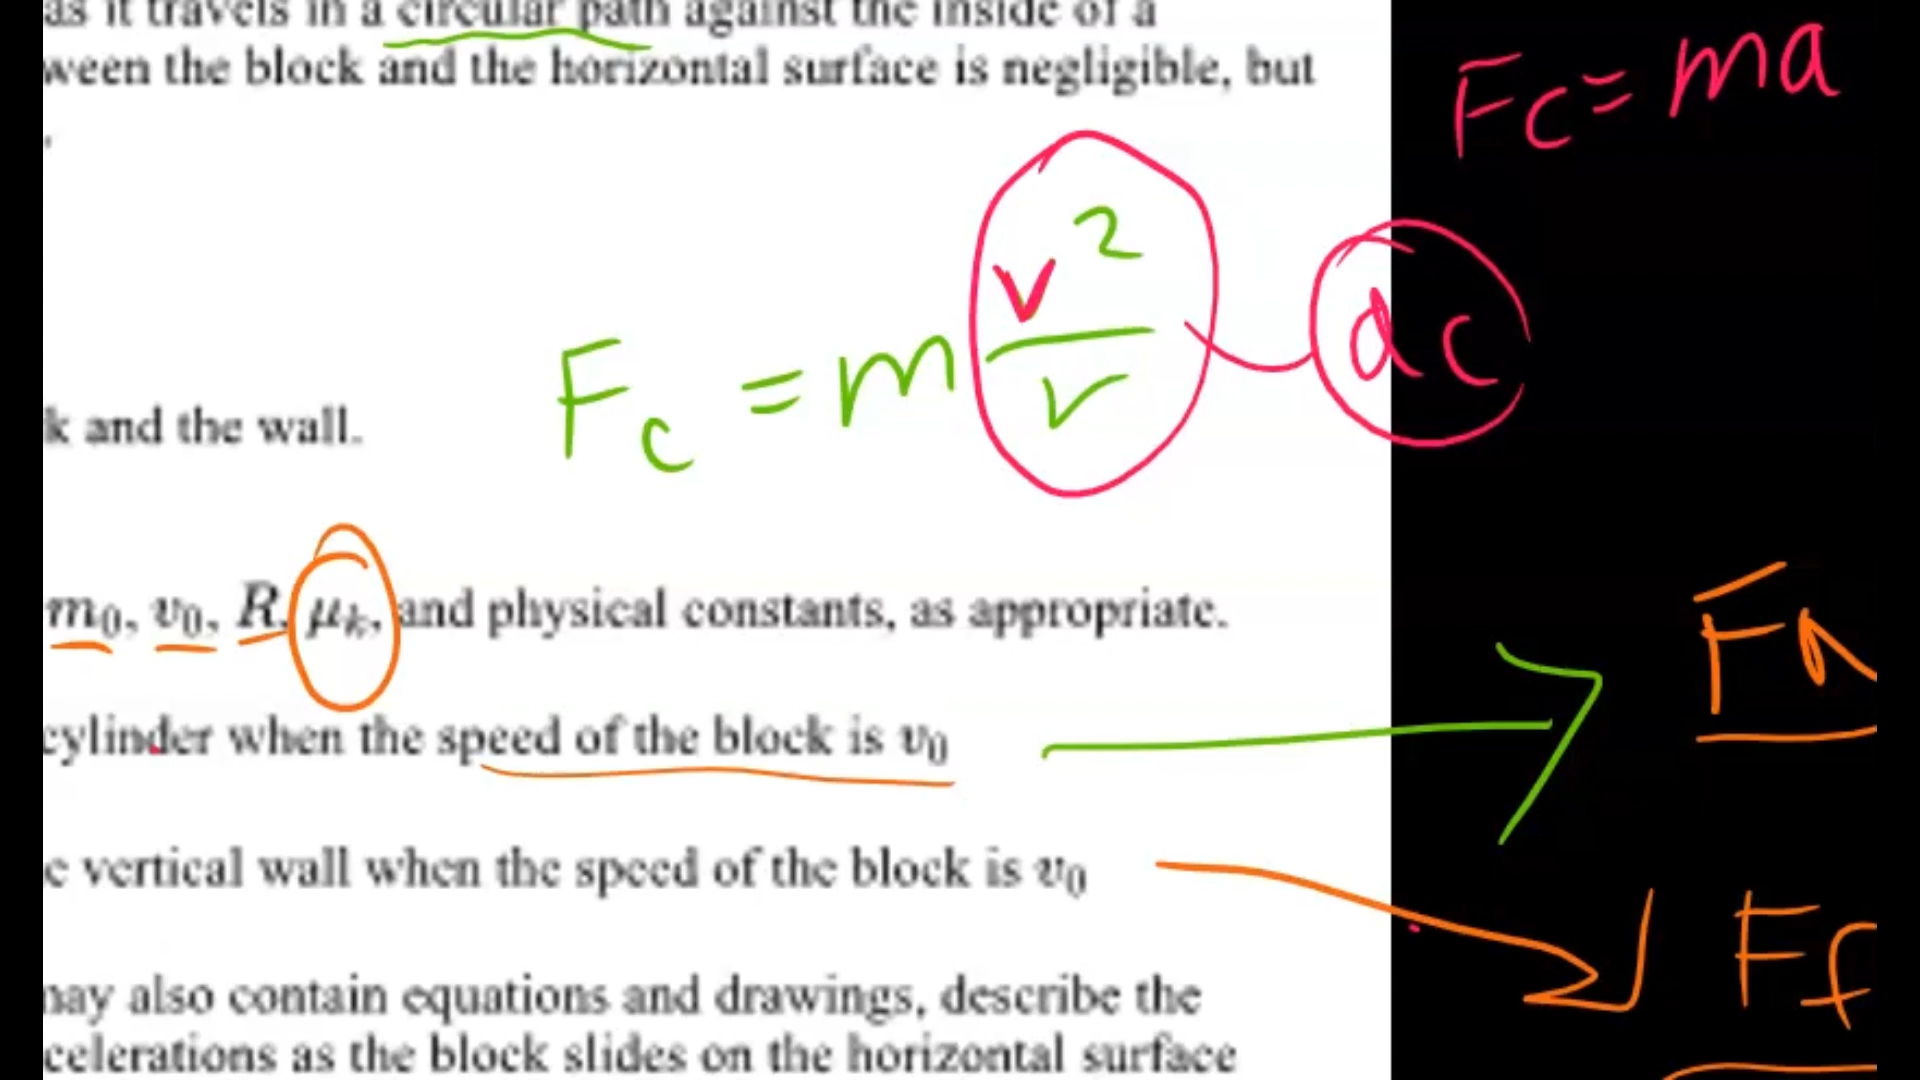 as it travels in a circular path against the inside of a
ween the block and the horizontal surface is negligible, but
Fc = ma
v²
Fc = m
r
ac
k and the wall.
m₀, v₀, R, μₖ, and physical constants, as appropriate.
cylinder when the speed of the block is v₀
e vertical wall when the speed of the block is v₀
Ff
may also contain equations and drawings, describe the
celerations as the block slides on the horizontal surface